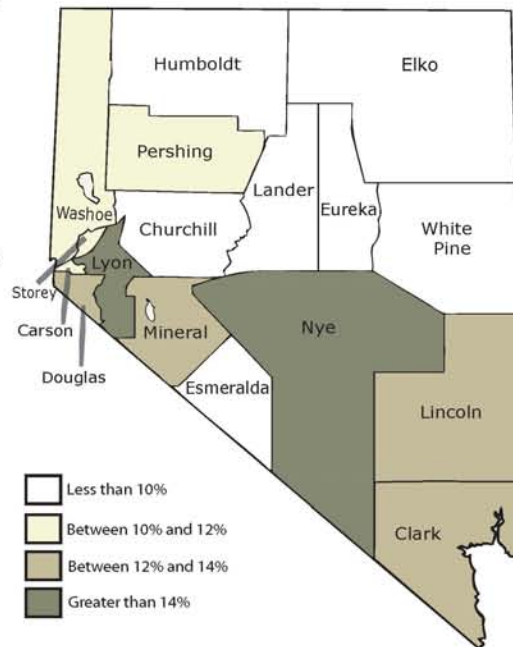 Humboldt
Elko
Pershing
Lander
Eureka
Washoe
Churchill
White
Pine
Lyon
Storey
Carson
Mineral
Nye
Douglas
Esmeralda
Lincoln
Clark
Less than 10%
Between 10% and 12%
Between 12% and 14%
Greater than 14%